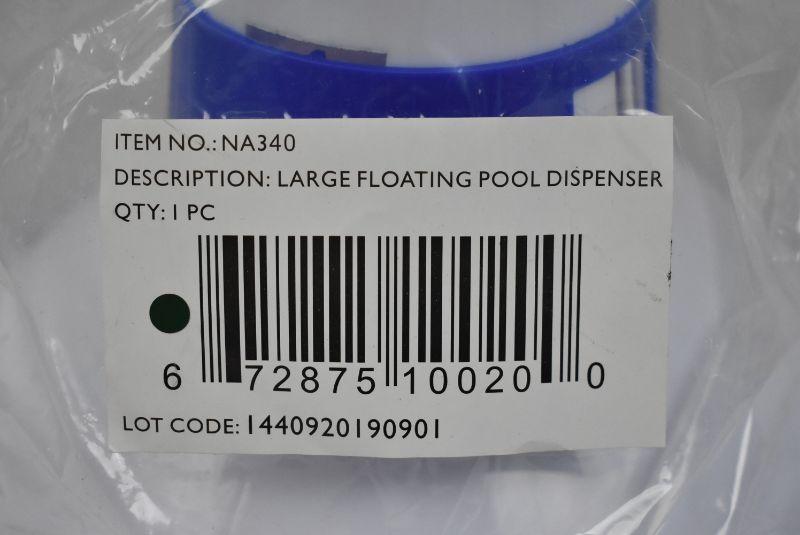 ITEM NO.: NA340
DESCRIPTION: LARGE FLOATING POOL DISPENSER
QTY: 1 PC
6 72875 10020 0
LOT CODE: 1440920190901